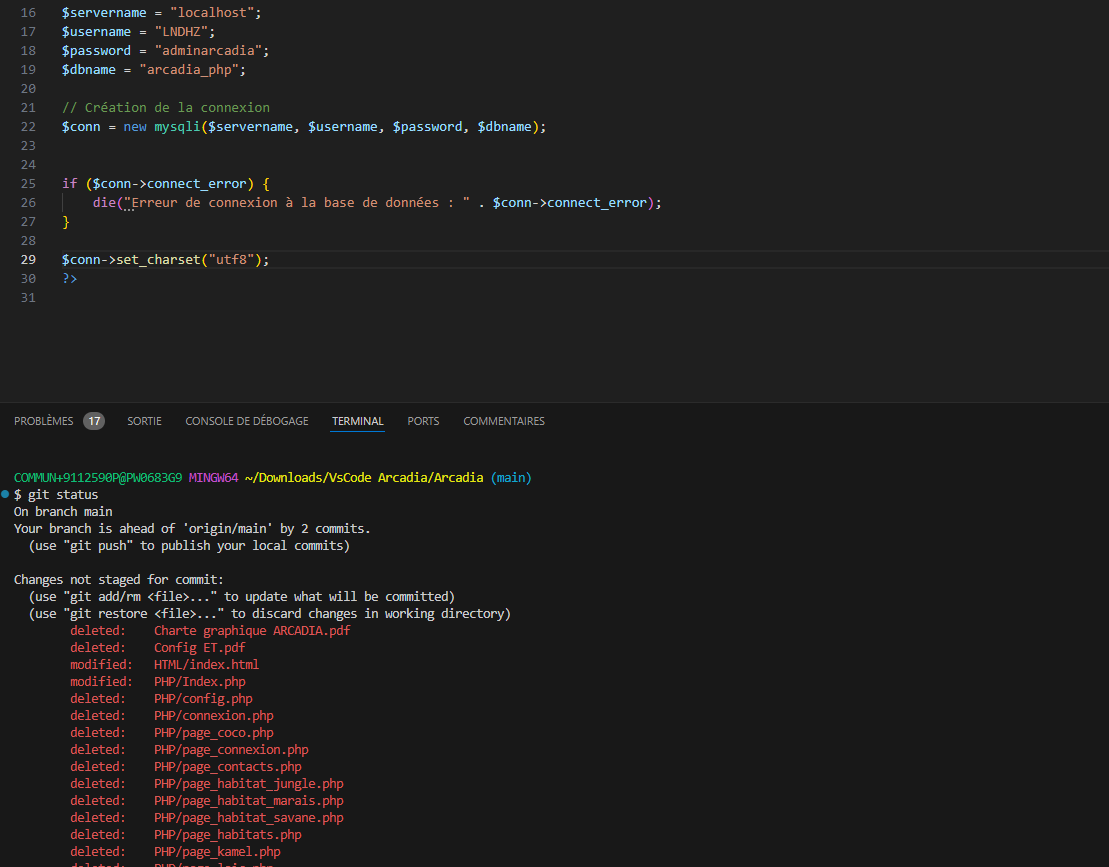 16 $servername = "localhost";
17 $username = "LNDHZ";
18 $password = "adminarcadia";
19 $dbname = "arcadia_php";
20
21 // Création de la connexion
22 $conn = new mysqli($servername, $username, $password, $dbname);
23
24
25 if ($conn->connect_error) {
26 die("Erreur de connexion à la base de données : " . $conn->connect_error);
27 }
28
29 $conn->set_charset("utf8");
30 ?>
31
PROBLÈMES 17 SORTIE CONSOLE DE DÉBOGAGE TERMINAL PORTS COMMENTAIRES
COMMUN+9112590P@PW0683G9 MINGW64 ~/Downloads/VsCode Arcadia/Arcadia (main)
$ git status
On branch main
Your branch is ahead of 'origin/main' by 2 commits.
(use "git push" to publish your local commits)
Changes not staged for commit:
(use "git add/rm <file>..." to update what will be committed)
(use "git restore <file>..." to discard changes in working directory)
deleted: Charte graphique ARCADIA.pdf
deleted: Config ET.pdf
modified: HTML/index.html
modified: PHP/Index.php
deleted: PHP/config.php
deleted: PHP/connexion.php
deleted: PHP/page_coco.php
deleted: PHP/page_connexion.php
deleted: PHP/page_contacts.php
deleted: PHP/page_habitat_jungle.php
deleted: PHP/page_habitat_marais.php
deleted: PHP/page_habitat_savane.php
deleted: PHP/page_habitats.php
deleted: PHP/page_kamel.php